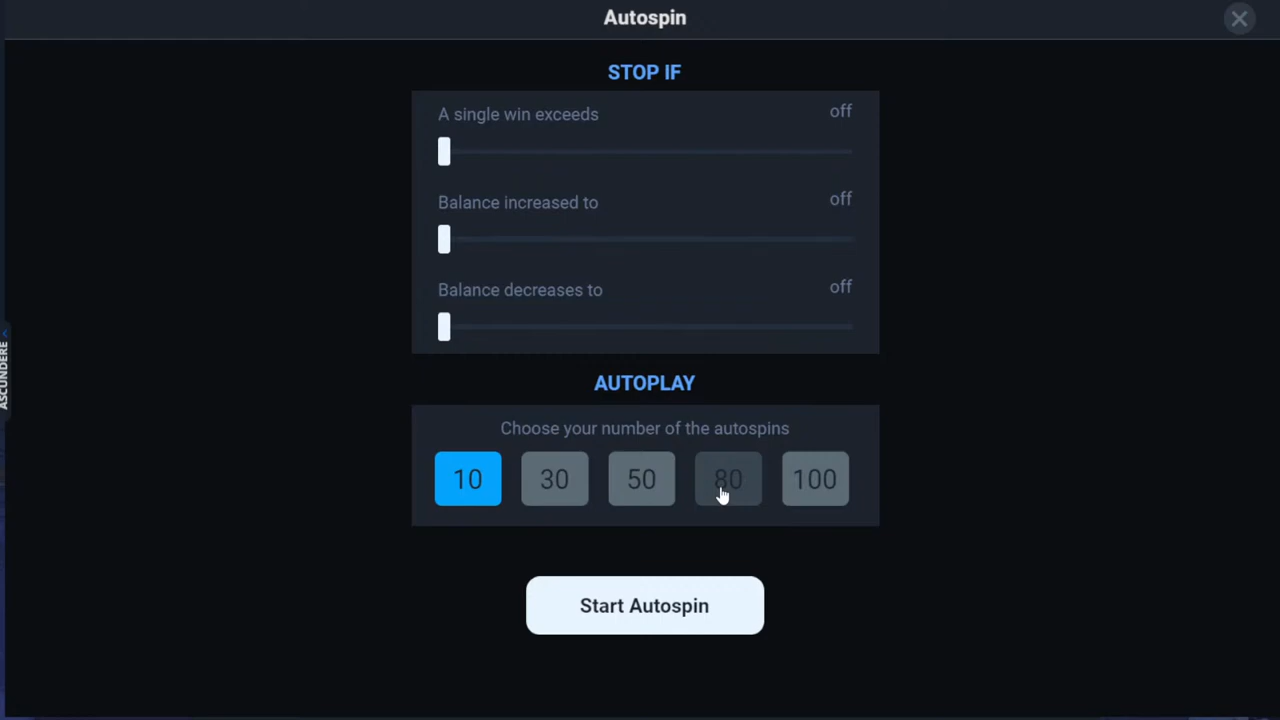 Autospin
STOP IF
A single win exceeds off
Balance increased to off
Balance decreases to off
AUTOPLAY
Choose your number of the autospins
10 30 50 80 100
Start Autospin
ASCUNDERE